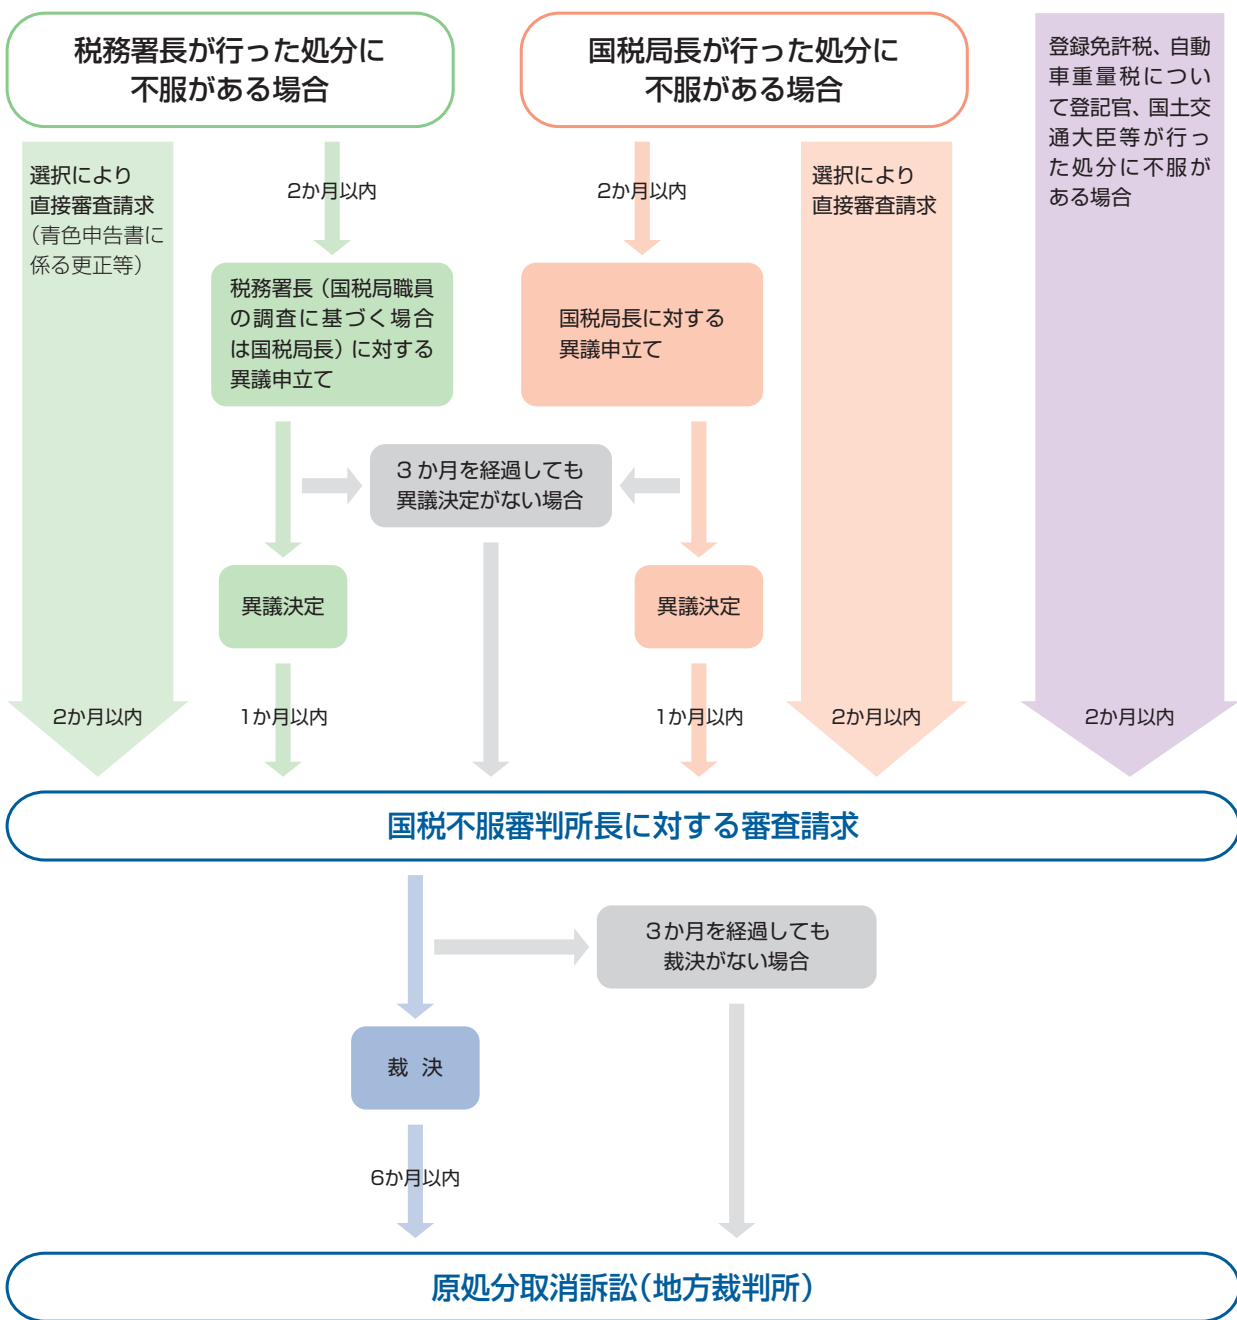 税務署長が行った処分に
不服がある場合
国税局長が行った処分に
不服がある場合
登録免許税、自動
車重量税につい
て登記官、国土交
通大臣等が行っ
た処分に不服が
ある場合
選択により
直接審査請求
（青色申告書に
係る更正等）
2か月以内
2か月以内
選択により
直接審査請求
税務署長（国税局職員
の調査に基づく場合
は国税局長）に対する
異議申立て
国税局長に対する
異議申立て
3か月を経過しても
異議決定がない場合
異議決定
異議決定
2か月以内
1か月以内
1か月以内
2か月以内
2か月以内
国税不服審判所長に対する審査請求
3か月を経過しても
裁決がない場合
裁 決
6か月以内
原処分取消訴訟（地方裁判所）